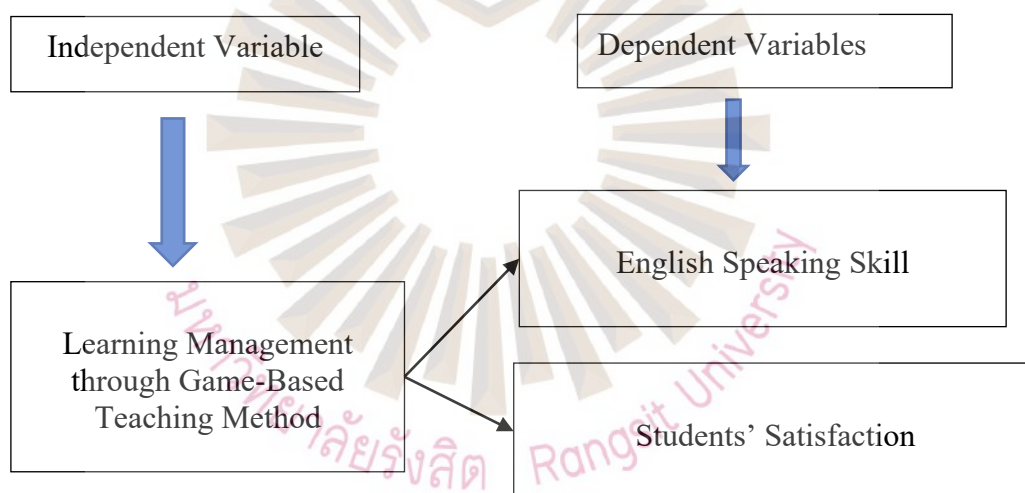 Independent Variable
Dependent Variables
English Speaking Skill
Learning Management
through Game-Based
Teaching Method
Students’ Satisfaction
มหาวิทยาลัยรังสิต Rangsit University